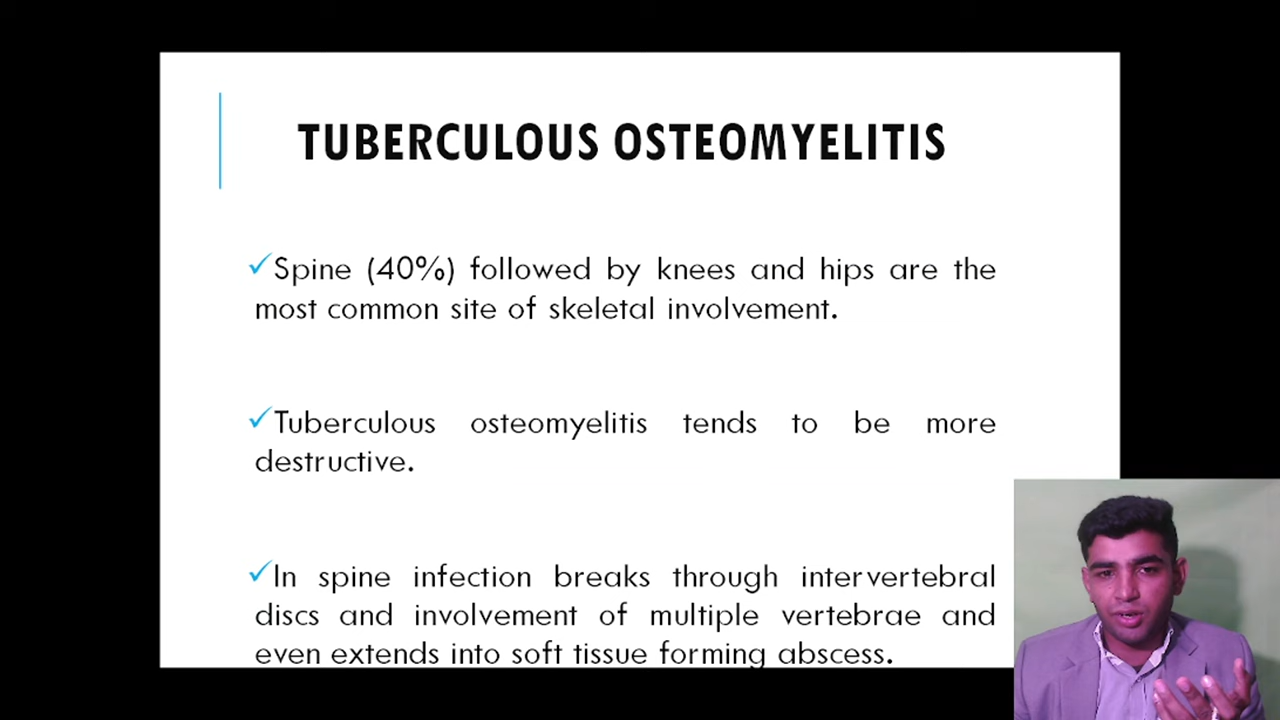 TUBERCULOUS OSTEOMYELITIS
✓Spine (40%) followed by knees and hips are the
most common site of skeletal involvement.
✓Tuberculous osteomyelitis tends to be more
destructive.
✓In spine infection breaks through intervertebral
discs and involvement of multiple vertebrae and
even extends into soft tissue forming abscess.